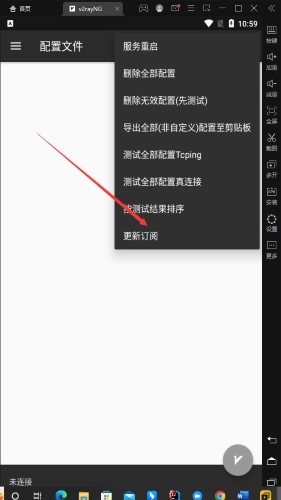 首页
v2rayNG
10:59
配置文件
服务重启
删除全部配置
删除无效配置(先测试)
导出全部(非自定义)配置至剪贴板
测试全部配置Tcping
测试全部配置真连接
按测试结果排序
更新订阅
按键
加量
减量
全屏
截图
多开
安装
设置
更多
未连接